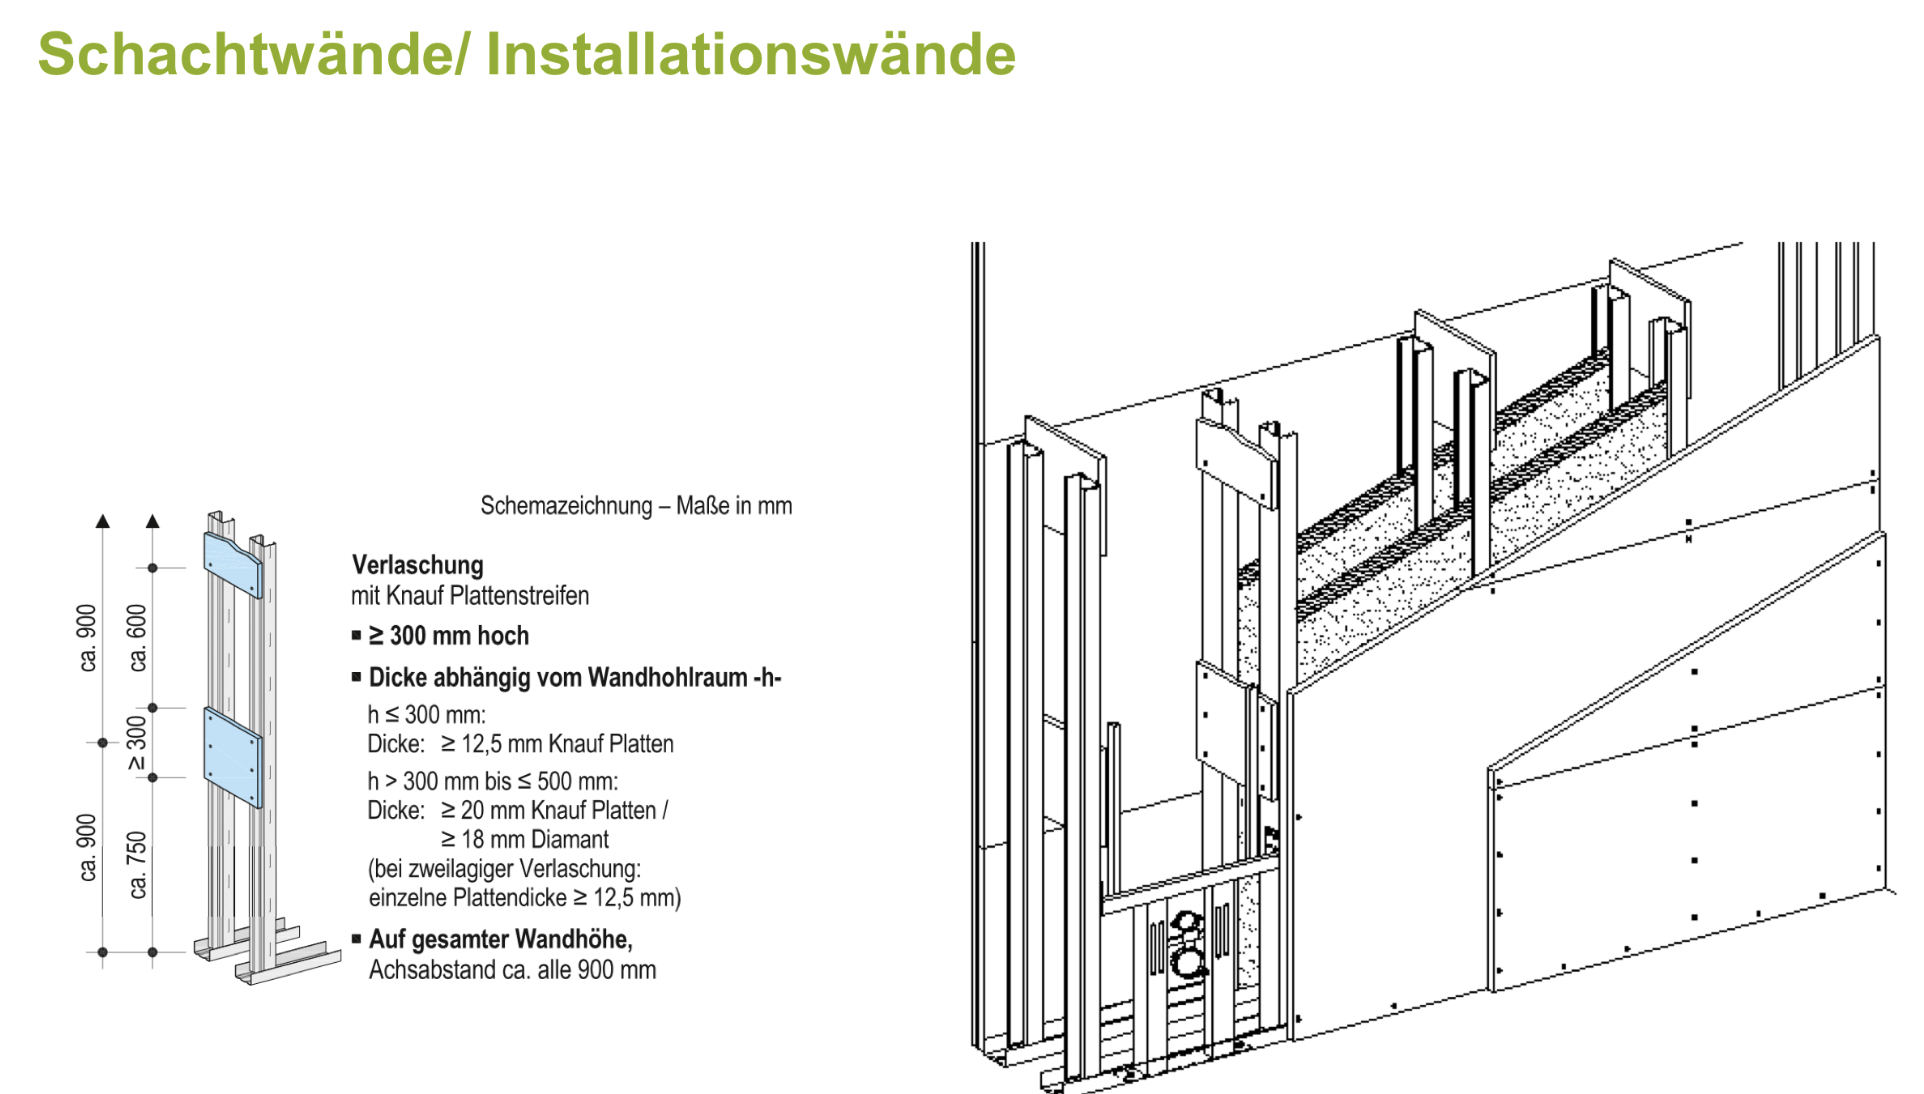 Schachtwände/ Installationswände
Schemazeichnung – Maße in mm
ca. 900
ca. 600
≥ 300
ca. 900
ca. 750
Verlaschung
mit Knauf Plattenstreifen
■ ≥ 300 mm hoch
■ Dicke abhängig vom Wandhohlraum -h-
h ≤ 300 mm:
Dicke: ≥ 12,5 mm Knauf Platten
h > 300 mm bis ≤ 500 mm:
Dicke: ≥ 20 mm Knauf Platten /
≥ 18 mm Diamant
(bei zweilagiger Verlaschung:
einzelne Plattendicke ≥ 12,5 mm)
■ Auf gesamter Wandhöhe,
Achsabstand ca. alle 900 mm